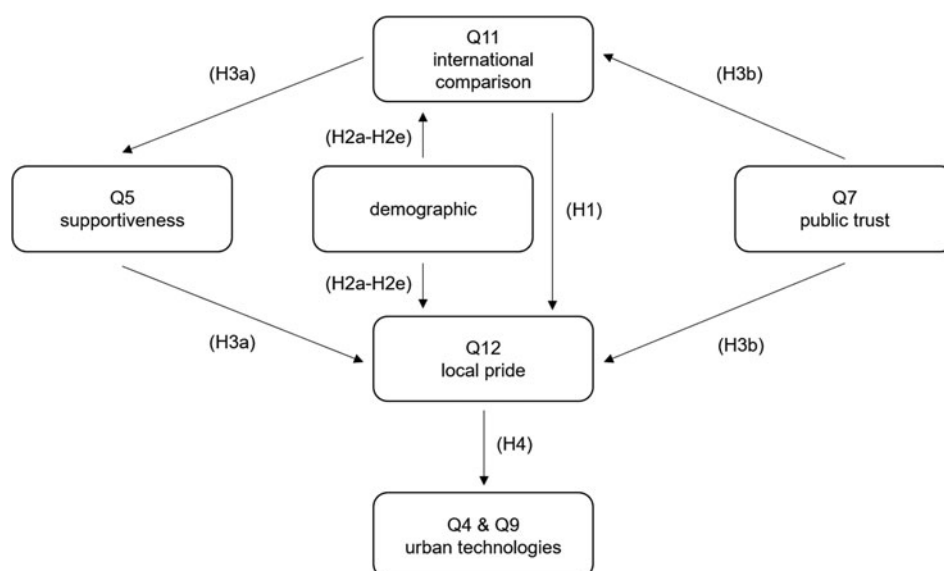 Q11
international
comparison
(H3a)
(H3b)
(H2a-H2e)
Q5
supportiveness
demographic
(H1)
Q7
public trust
(H2a-H2e)
(H3a)
Q12
local pride
(H3b)
(H4)
Q4 & Q9
urban technologies